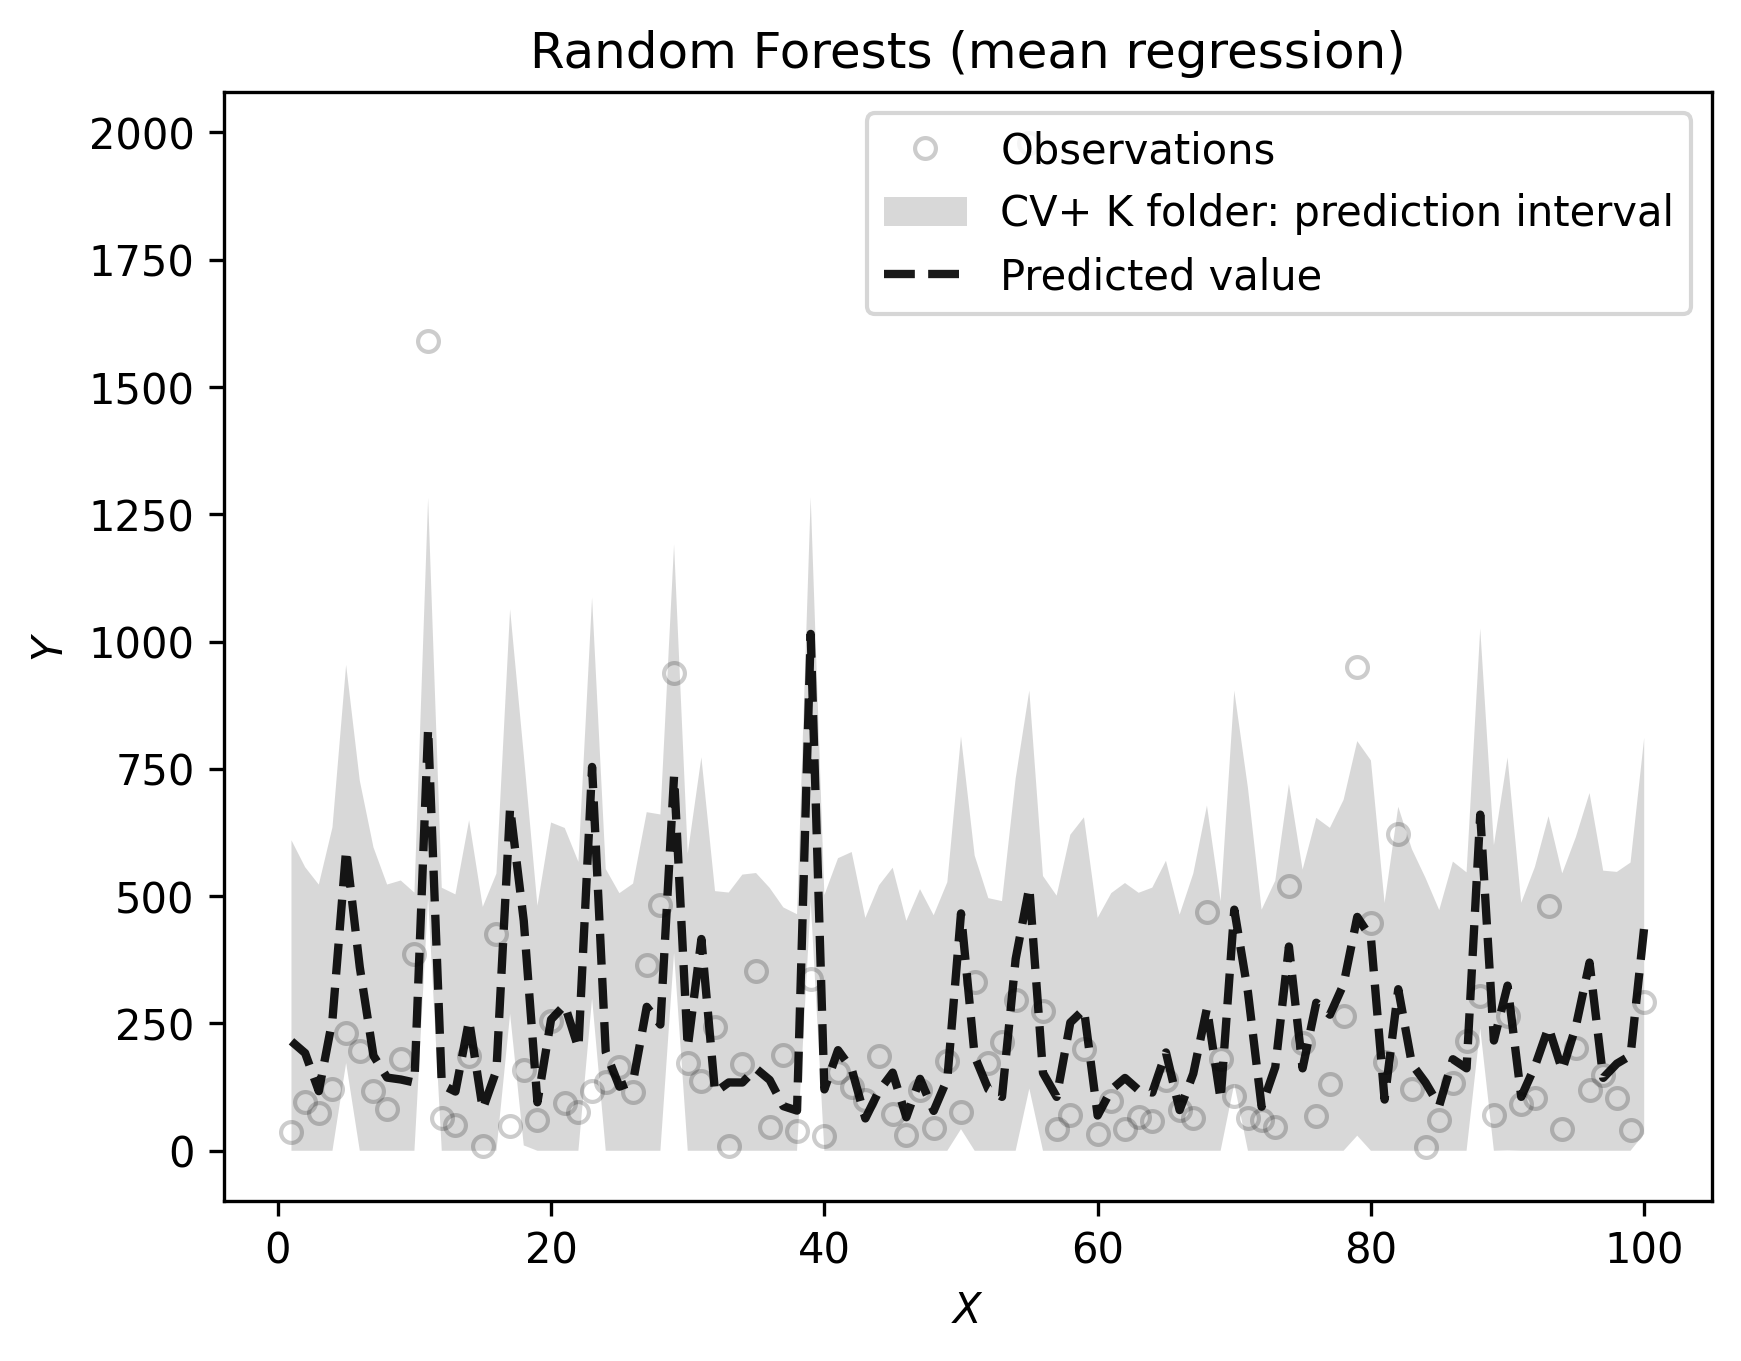 Random Forests (mean regression)
2000
1750
1500
1250
1000
750
500
250
0
Y
Observations
CV+ K folder: prediction interval
Predicted value
0 20 40 60 80 100
X